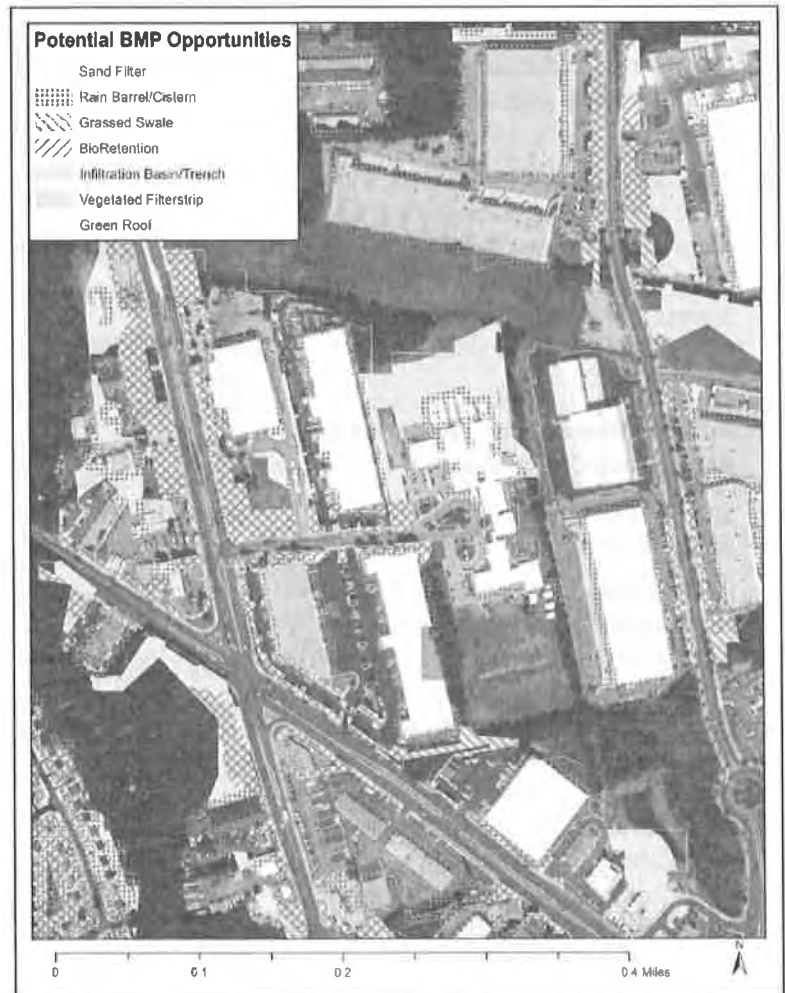 Potential BMP Opportunities
Sand Filter
Rain Barrel/Cistern
Grassed Swale
BioRetention
Infiltration Basin/Trench
Vegetated Filterstrip
Green Roof
N
0 0 1 0 2 0 4 Miles